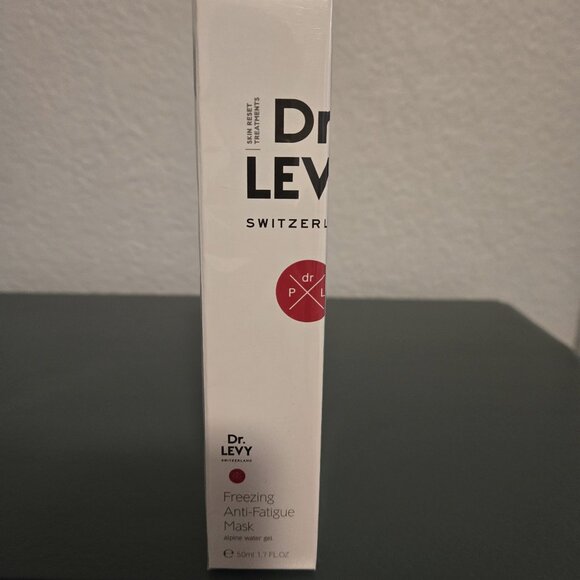 SKIN RESET
TREATMENTS
Dr.
LEVY
SWITZERL
dr
P L
Dr.
LEVY
SWITZERLAND
Freezing
Anti-Fatigue
Mask
alpine water gel
e 50ml 1.7 FL.OZ